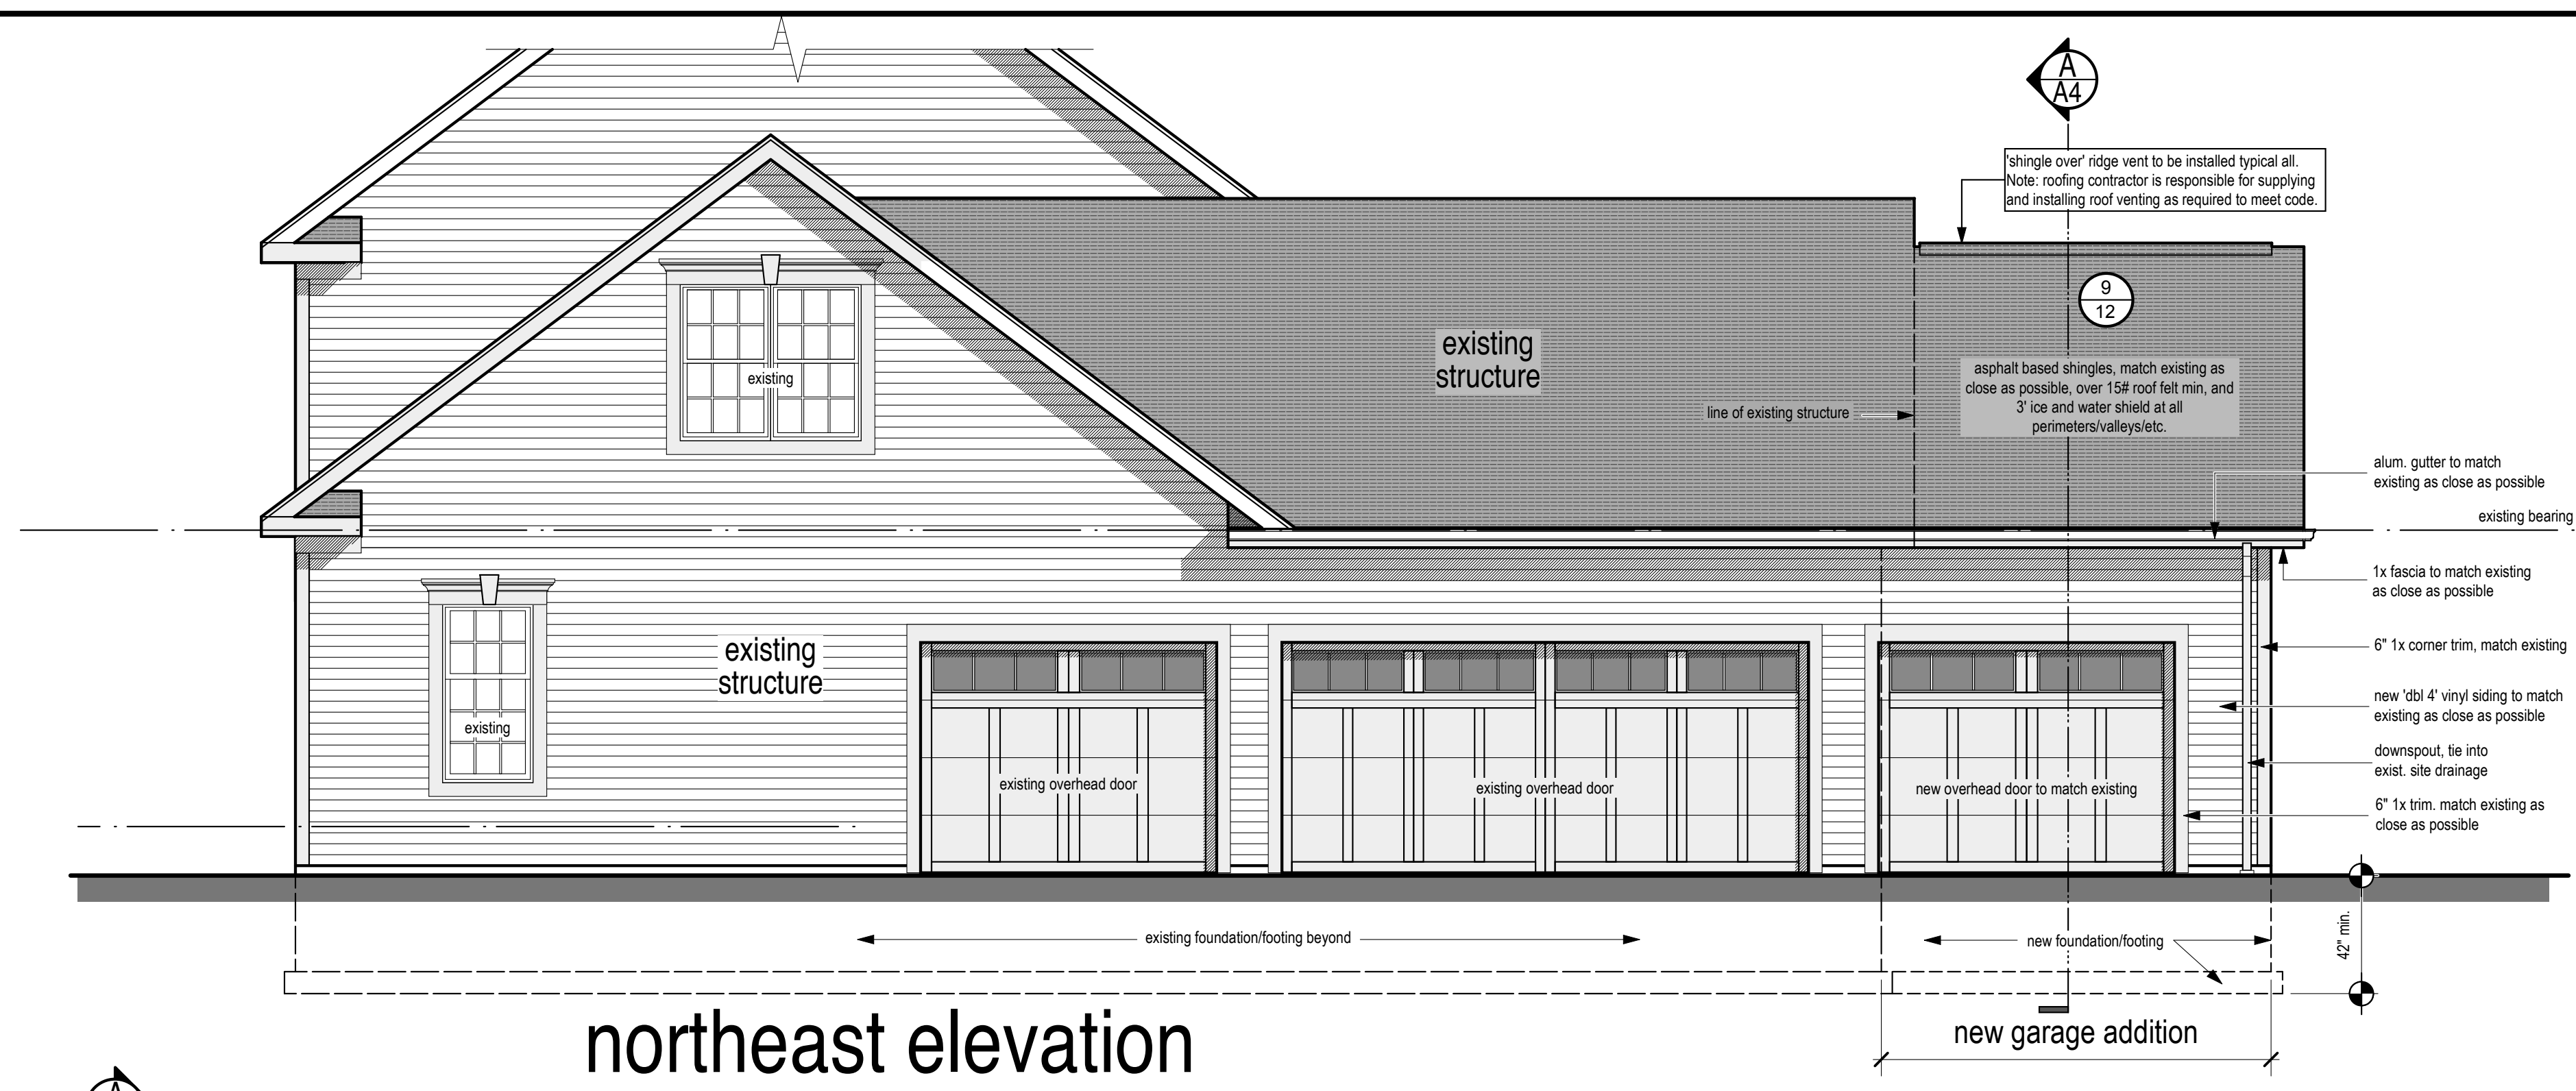 A
A4
'shingle over' ridge vent to be installed typical all.
Note: roofing contractor is responsible for supplying
and installing roof venting as required to meet code.
9
12
existing
structure
existing
line of existing structure
asphalt based shingles, match existing as
close as possible, over 15# roof felt min, and
3' ice and water shield at all
perimeters/valleys/etc.
alum. gutter to match
existing as close as possible
existing bearing
1x fascia to match existing
as close as possible
6" 1x corner trim, match existing
existing
structure
existing
new 'dbl 4' vinyl siding to match
existing as close as possible
downspout, tie into
exist. site drainage
existing overhead door
existing overhead door
new overhead door to match existing
6" 1x trim. match existing as
close as possible
existing foundation/footing beyond
new foundation/footing
42" min.
northeast elevation
new garage addition
A